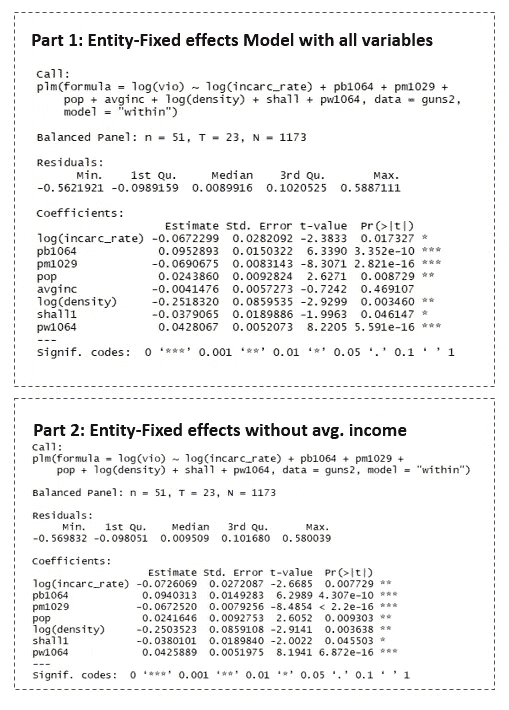 Part 1: Entity-Fixed effects Model with all variables
Call:
plm(formula = log(vio) ~ log(incarc_rate) + pb1064 + pm1029 +
pop + avginc + log(density) + shall + pw1064, data = guns2,
model = "within")
Balanced Panel: n = 51, T = 23, N = 1173
Residuals:
Min. 1st Qu. Median 3rd Qu. Max.
-0.5621921 -0.0989159 0.0089916 0.1020525 0.5887111
Coefficients:
Estimate Std. Error t-value Pr(>|t|)
log(incarc_rate) -0.0672299 0.0282092 -2.3833 0.017327 *
pb1064 0.0952893 0.0150322 6.3390 3.352e-10 ***
pm1029 -0.0690675 0.0083143 -8.3071 2.821e-16 ***
pop 0.0243860 0.0092824 2.6271 0.008729 **
avginc -0.0041476 0.0057273 -0.7242 0.469107
log(density) -0.2518320 0.0859535 -2.9299 0.003460 **
shall1 -0.0379065 0.0189886 -1.9963 0.046147 *
pw1064 0.0428067 0.0052073 8.2205 5.591e-16 ***
---
Signif. codes: 0 '***' 0.001 '**' 0.01 '*' 0.05 '.' 0.1 ' ' 1
Part 2: Entity-Fixed effects without avg. income
Call:
plm(formula = log(vio) ~ log(incarc_rate) + pb1064 + pm1029 +
pop + log(density) + shall + pw1064, data = guns2, model = "within")
Balanced Panel: n = 51, T = 23, N = 1173
Residuals:
Min. 1st Qu. Median 3rd Qu. Max.
-0.569832 -0.098051 0.009509 0.101680 0.580039
Coefficients:
Estimate Std. Error t-value Pr(>|t|)
log(incarc_rate) -0.0726069 0.0272087 -2.6685 0.007729 **
pb1064 0.0940313 0.0149283 6.2989 4.307e-10 ***
pm1029 -0.0672520 0.0079256 -8.4854 < 2.2e-16 ***
pop 0.0241646 0.0092753 2.6052 0.009303 **
log(density) -0.2503523 0.0859108 -2.9141 0.003638 **
shall1 -0.0380101 0.0189840 -2.0022 0.045503 *
pw1064 0.0425889 0.0051975 8.1941 6.872e-16 ***
---
Signif. codes: 0 '***' 0.001 '**' 0.01 '*' 0.05 '.' 0.1 ' ' 1